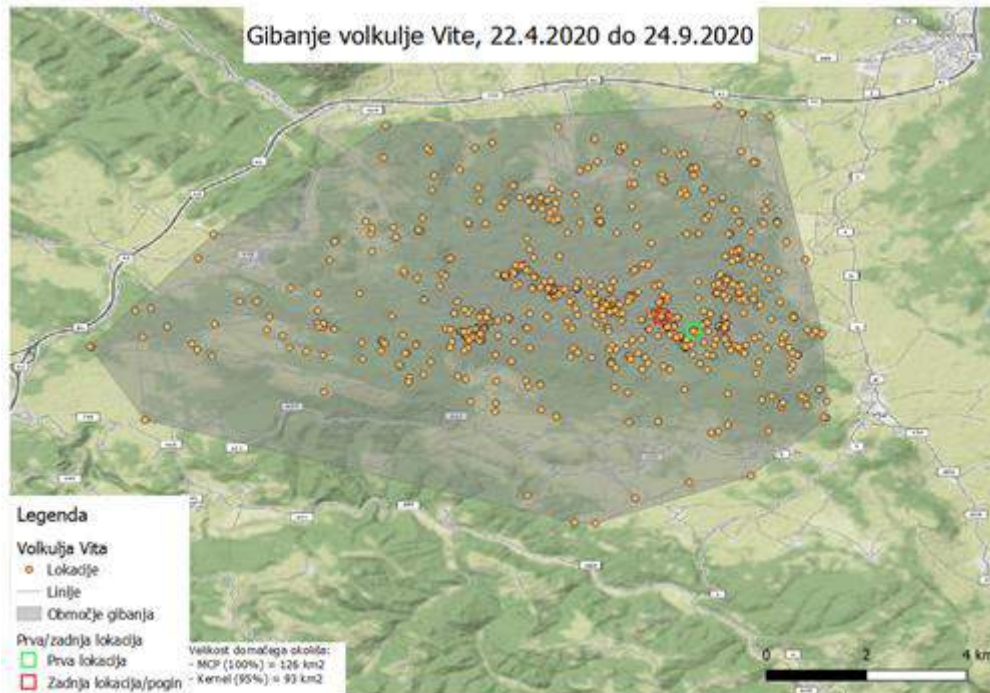 Gibanje volkulje Vite, 22.4.2020 do 24.9.2020
Legenda
Volkulja Vita
Lokacije
Linije
Območje gibanja
Prva/zadnja lokacija
Prva lokacija
Zadnja lokacija/pogin
Velikost domačega okoliša:
- MCP (100%) = 126 km2
- Kernel (95%) = 93 km2
0 2 4 km